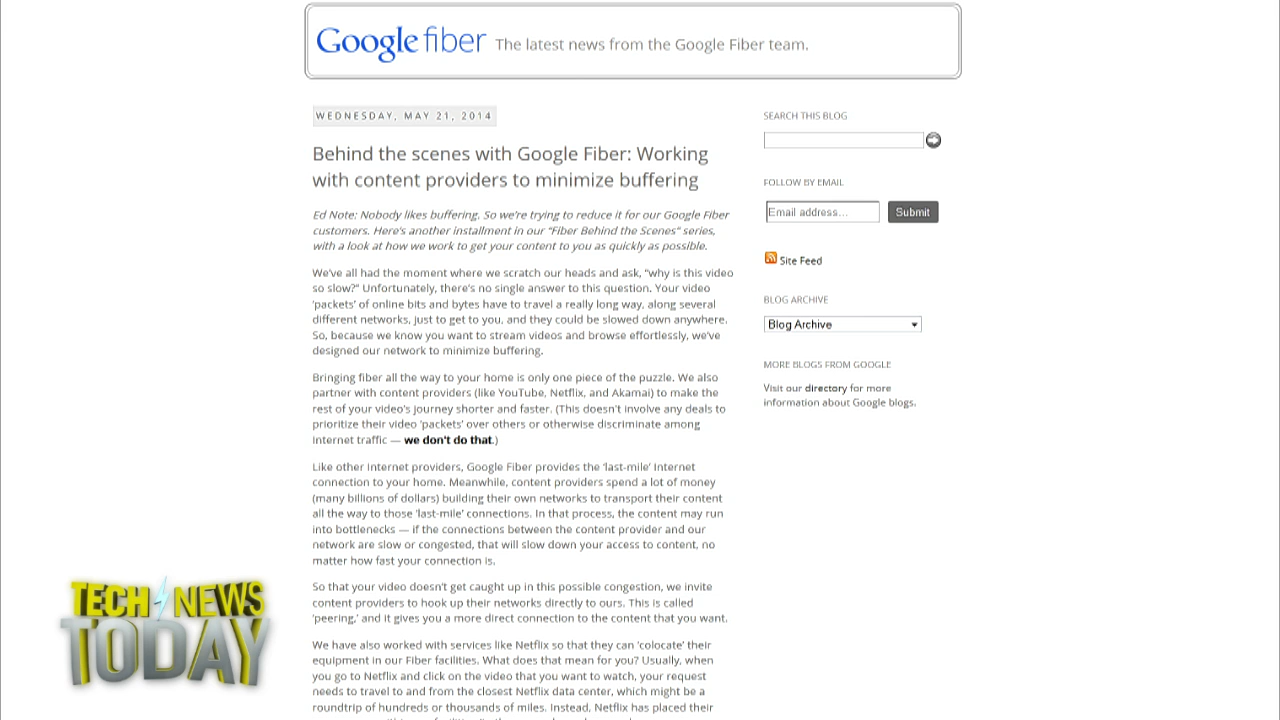 Google fiber The latest news from the Google Fiber team.
WEDNESDAY, MAY 21, 2014
Behind the scenes with Google Fiber: Working
with content providers to minimize buffering
Ed Note: Nobody likes buffering. So we're trying to reduce it for our Google Fiber
customers. Here's another installment in our "Fiber Behind the Scenes" series,
with a look at how we work to get your content to you as quickly as possible.
We've all had the moment where we scratch our heads and ask, "why is this video
so slow?" Unfortunately, there's no single answer to this question. Your video
'packets' of online bits and bytes have to travel a really long way, along several
different networks, just to get to you, and they could be slowed down anywhere.
So, because we know you want to stream videos and browse effortlessly, we've
designed our network to minimize buffering.
Bringing fiber all the way to your home is only one piece of the puzzle. We also
partner with content providers (like YouTube, Netflix, and Akamai) to make the
rest of your video's journey shorter and faster. (This doesn't involve any deals to
prioritize their video 'packets' over others or otherwise discriminate among
Internet traffic — we don't do that.)
Like other Internet providers, Google Fiber provides the 'last-mile' Internet
connection to your home. Meanwhile, content providers spend a lot of money
(many billions of dollars) building their own networks to transport their content
all the way to those 'last-mile' connections. In that process, the content may run
into bottlenecks — if the connections between the content provider and our
network are slow or congested, that will slow down your access to content, no
matter how fast your connection is.
So that your video doesn't get caught up in this possible congestion, we invite
content providers to hook up their networks directly to ours. This is called
'peering,' and it gives you a more direct connection to the content that you want.
We have also worked with services like Netflix so that they can 'colocate' their
equipment in our Fiber facilities. What does that mean for you? Usually, when
you go to Netflix and click on the video that you want to watch, your request
needs to travel to and from the closest Netflix data center, which might be a
roundtrip of hundreds or thousands of miles. Instead, Netflix has placed their
SEARCH THIS BLOG
FOLLOW BY EMAIL
Email address...
Submit
Site Feed
BLOG ARCHIVE
Blog Archive
MORE BLOGS FROM GOOGLE
Visit our directory for more
information about Google blogs.
TECH NEWS
TODAY